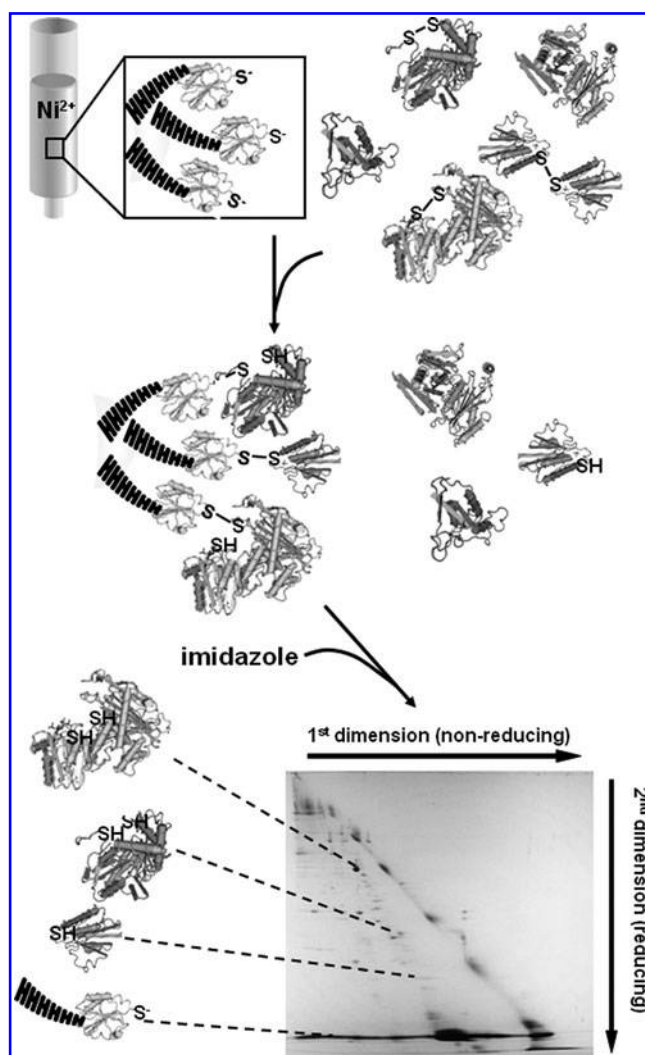 S–S
Ni2+
S-
S-
S-
S–S
S–S
SH
S
S–S
S–S
SH
SH
imidazole
1st dimension (non-reducing)
2nd dimension (reducing)
SH
SH
SH
SH
SH
S-